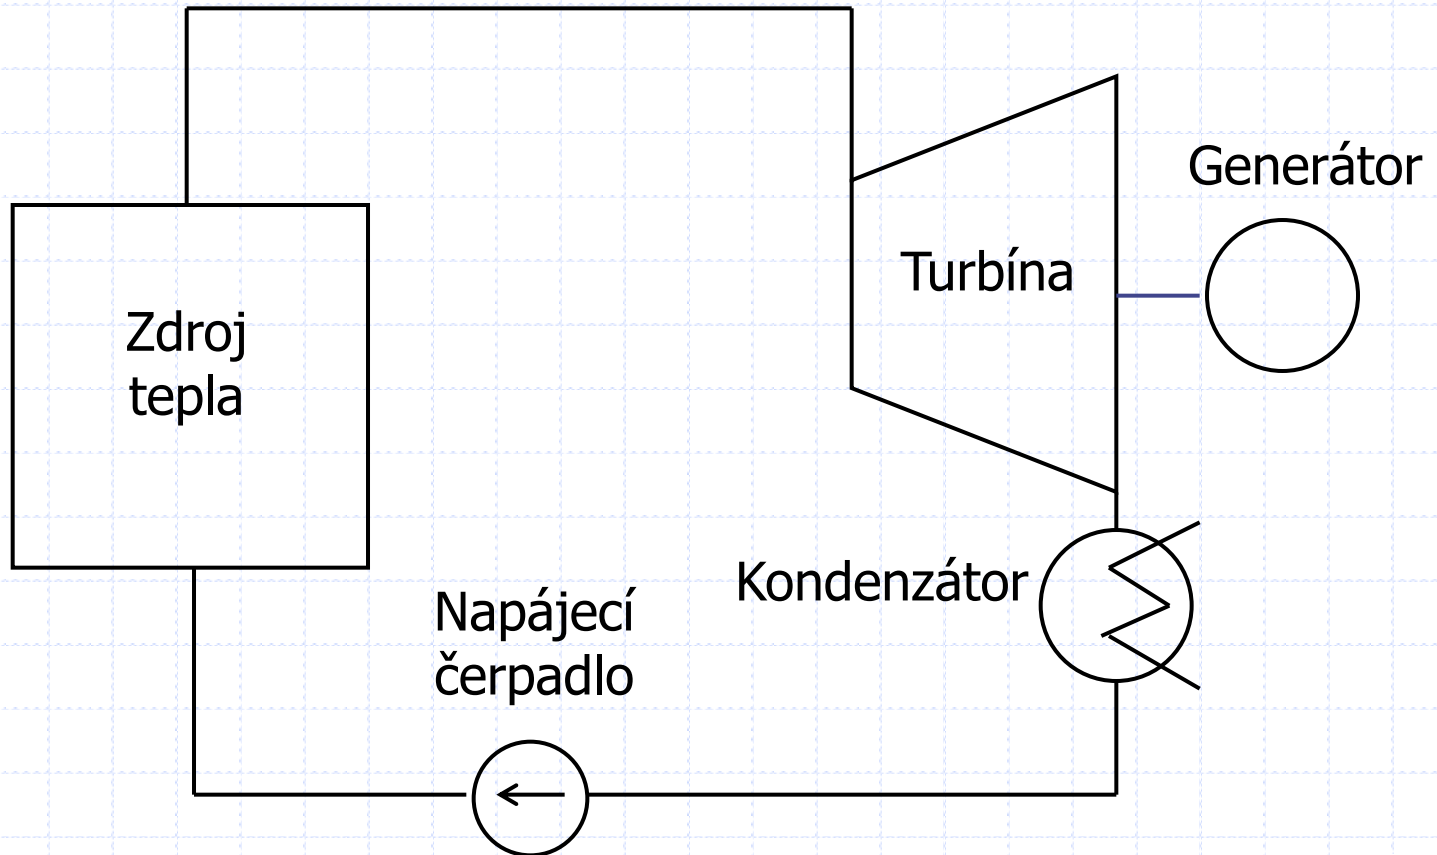 Generátor
Turbína
Zdroj
tepla
Kondenzátor
Napájecí
čerpadlo